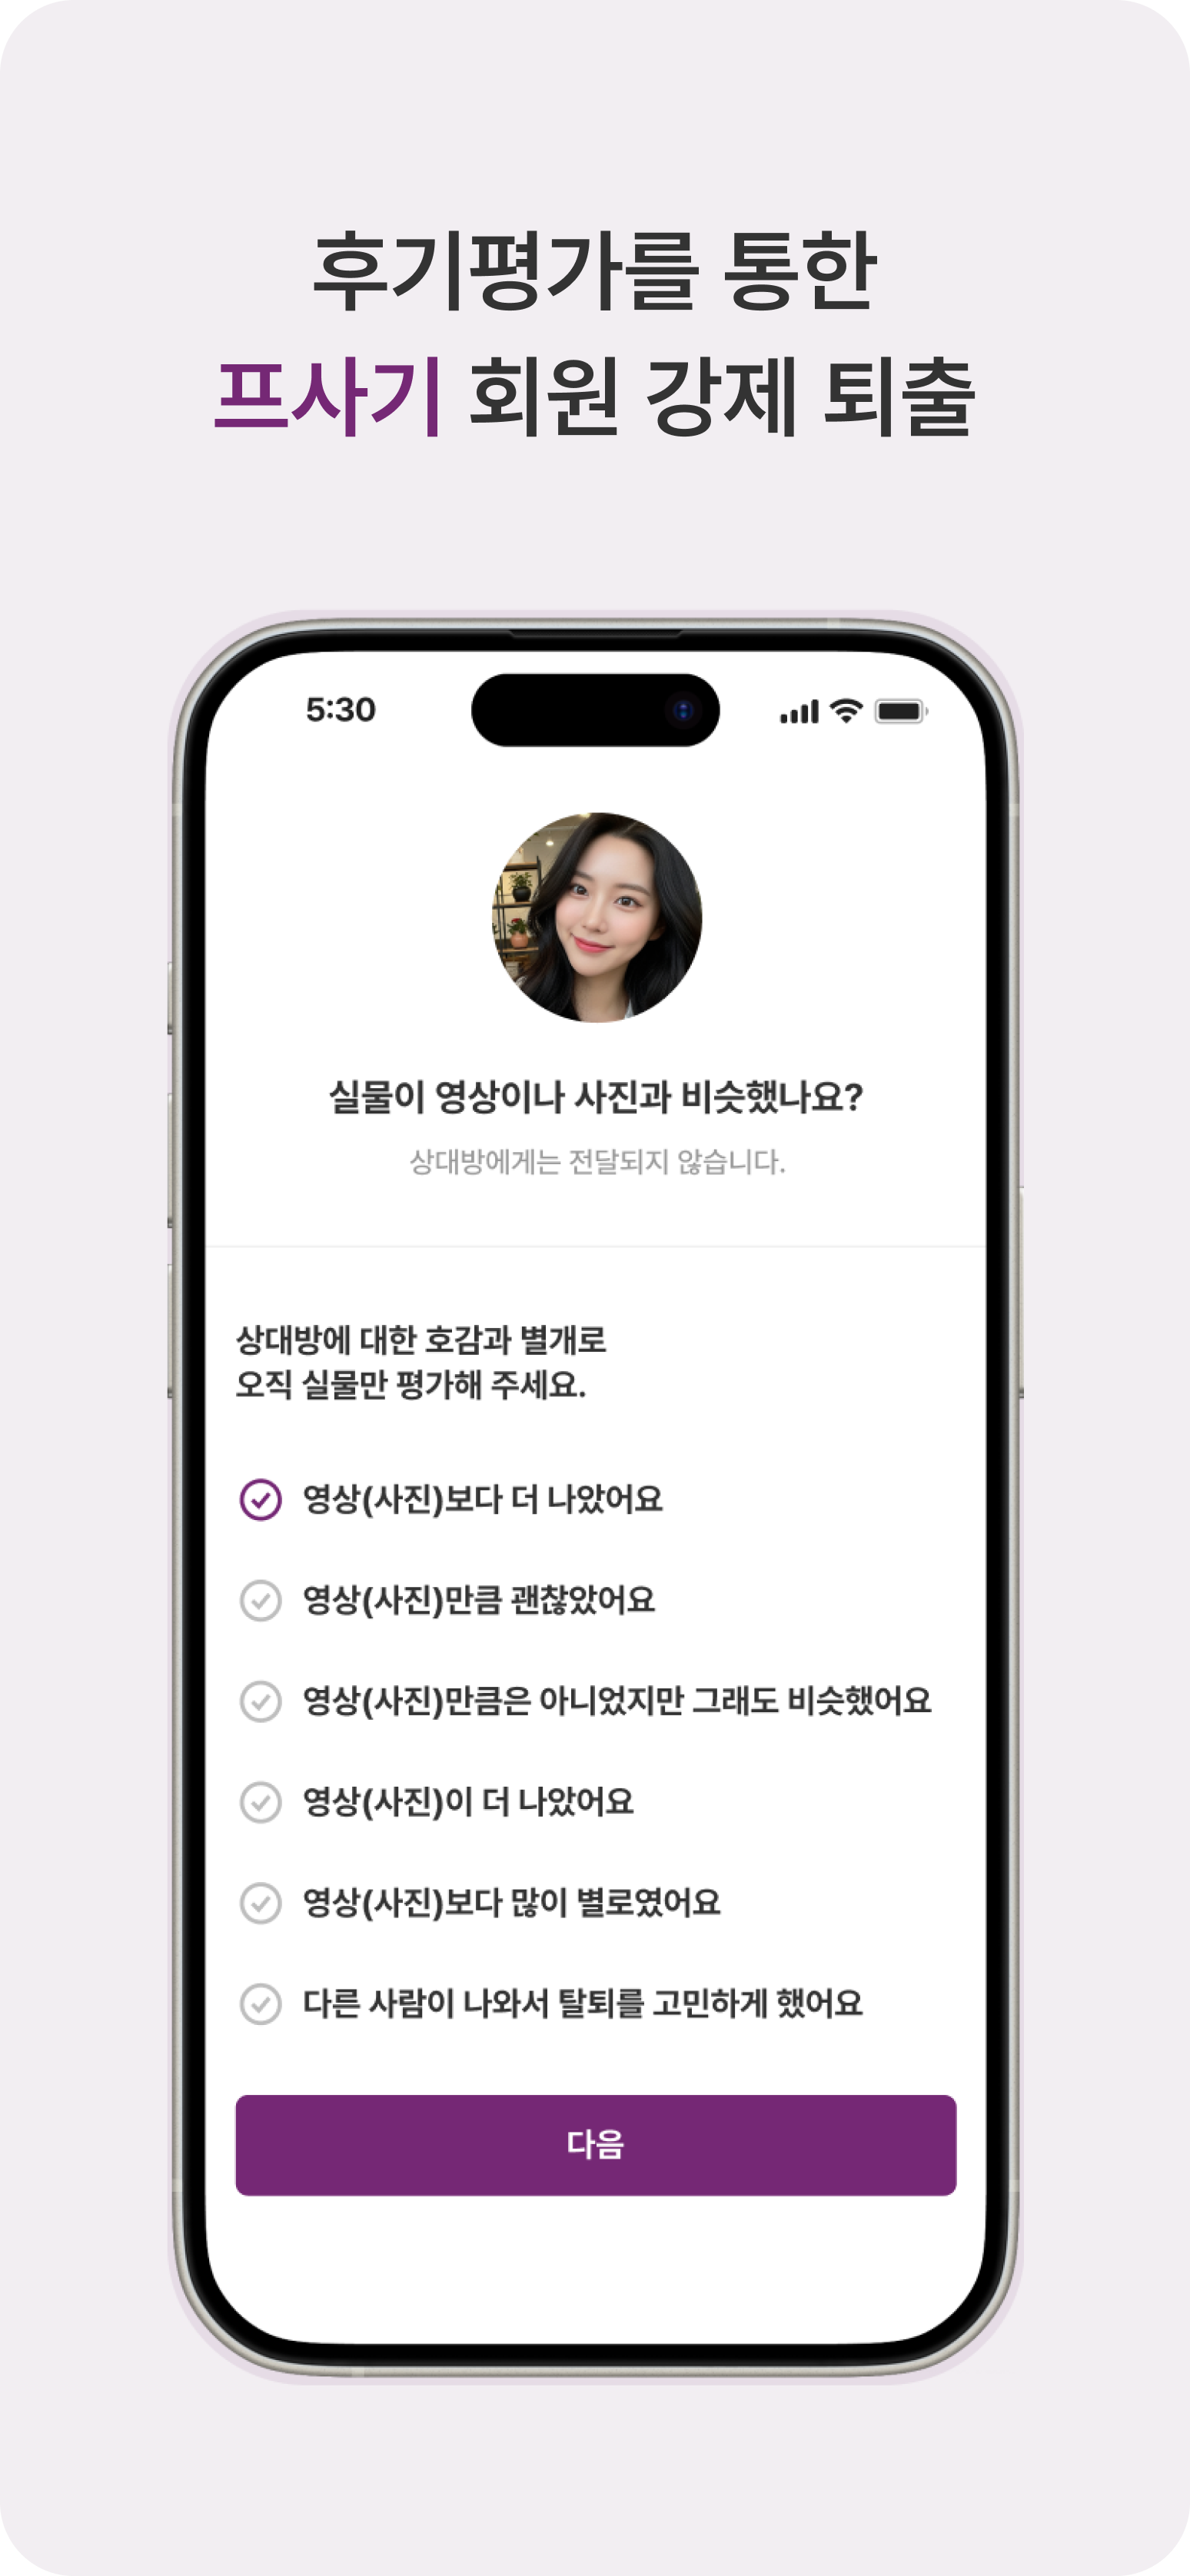 후기평가를 통한
프사기 회원 강제 퇴출
5:30
실물이 영상이나 사진과 비슷했나요?
상대방에게는 전달되지 않습니다.
상대방에 대한 호감과 별개로
오직 실물만 평가해 주세요.
영상(사진)보다 더 나았어요
영상(사진)만큼 괜찮았어요
영상(사진)만큼은 아니었지만 그래도 비슷했어요
영상(사진)이 더 나았어요
영상(사진)보다 많이 별로였어요
다른 사람이 나와서 탈퇴를 고민하게 했어요
다음